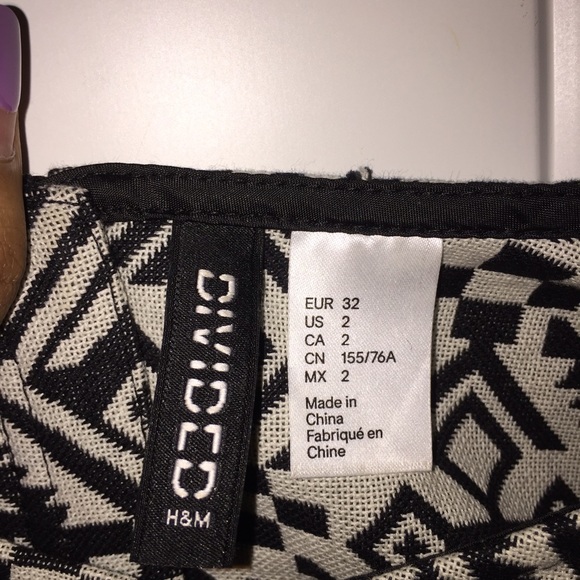 DIVIDED
H&M
EUR 32
US 2
CA 2
CN 155/76A
MX 2
Made in
China
Fabriqué en
Chine